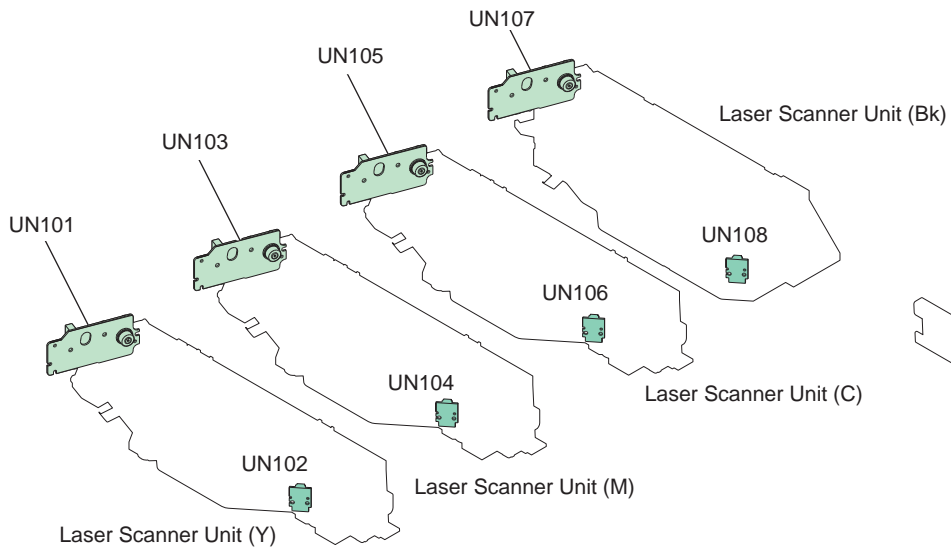 UN107
UN105
Laser Scanner Unit (Bk)
UN103
UN101
UN108
UN106
UN104
Laser Scanner Unit (C)
UN102
Laser Scanner Unit (M)
Laser Scanner Unit (Y)